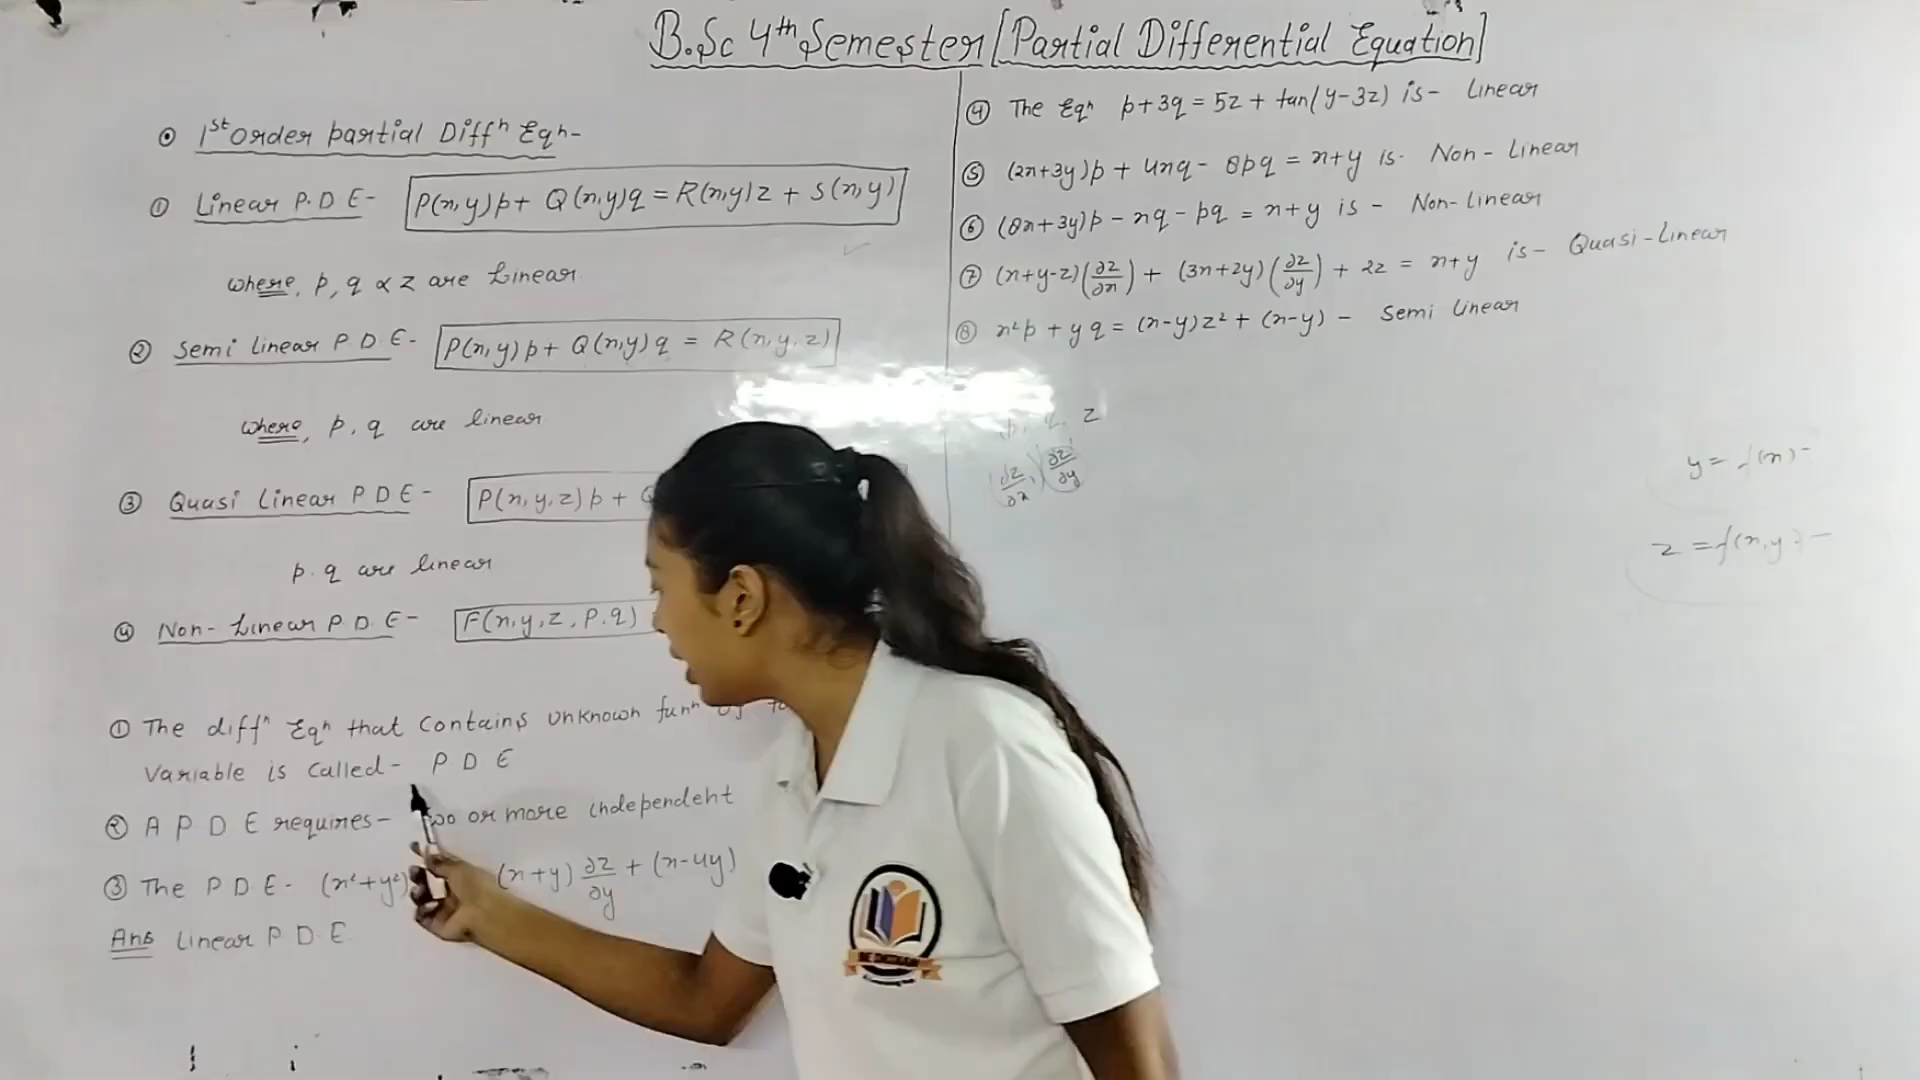 B.Sc 4th Semester [Partial Differential Equation]
⊙ 1st Order partial Diffn Eqn-
① Linear P.D.E- P(x,y)p + Q(x,y)q = R(x,y)z + S(x,y)
where, p, q & z are Linear
② Semi Linear P.D.E- P(x,y)p + Q(x,y)q = R(x,y,z)
where, p, q are linear
③ Quasi Linear P D E- P(x,y,z)p +
p.q are linear
④ Non-Linear P.D.E- F(x,y,z,p.q)
① The diffn Eqn that contains unknown funn of
Variable is called- P D E
② A P.D.E requires- two or more independent
③ The P.D.E- (x²+y²) (x+y) ∂z/∂y + (x-4y)
Ans Linear P.D.E
④ The Eqn p+3q = 5z + tan(y-3z) is- Linear
⑤ (2x+3y)p + 4xq - 8pq = x+y is- Non-Linear
⑥ (8x+3y)p - xq - pq = x+y is- Non-linear
⑦ (x+y-z)(∂z/∂x) + (3x+2y)(∂z/∂y) + 2z = x+y is- Quasi-Linear
⑧ x²p + yq = (x-y)z² + (x-y) - Semi Linear
p, q, z
(∂z/∂x)(∂z/∂y)
y = f(x)-
z = f(x,y)-